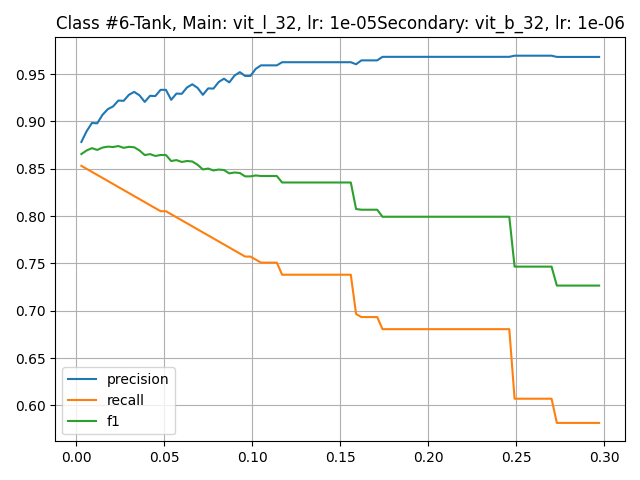 Class #6-Tank, Main: vit_l_32, lr: 1e-05Secondary: vit_b_32, lr: 1e-06
0.95
0.90
0.85
0.80
0.75
0.70
0.65
0.60
precision
recall
f1
0.00 0.05 0.10 0.15 0.20 0.25 0.30